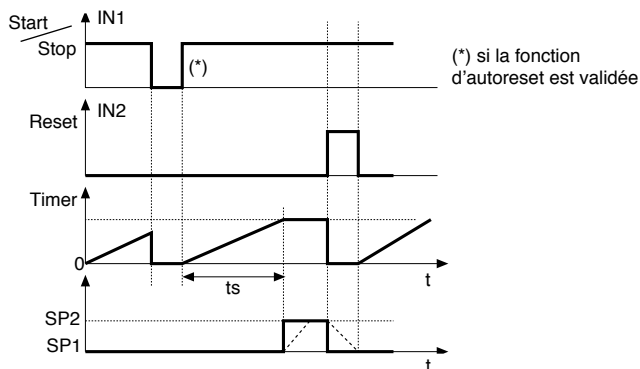 Start
IN1
Stop
(*)
(*) si la fonction
d'autoreset est validée
IN2
Reset
Timer
0
ts
t
SP2
SP1
t